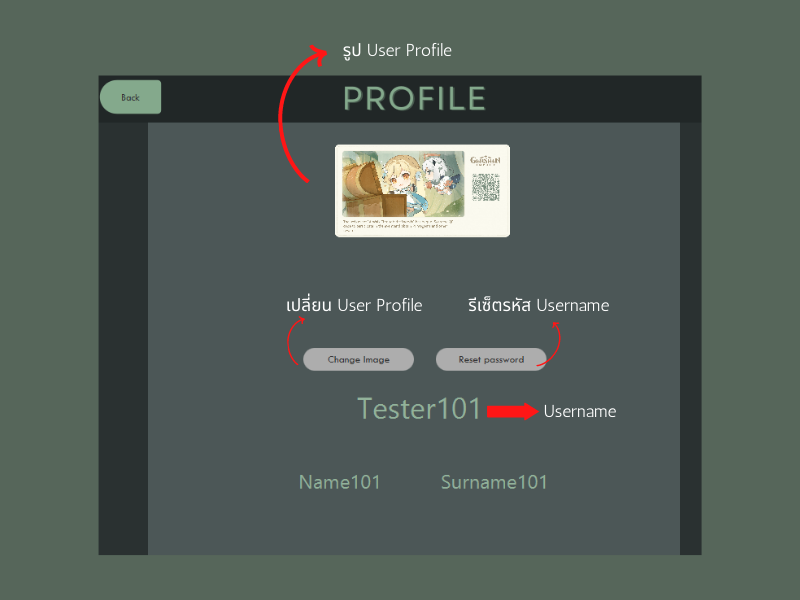 รูป User Profile
Back
PROFILE
GENSHIN
เปลี่ยน User Profile
รีเซ็ตรหัส Username
Change Image
Reset password
Tester101
Username
Name101
Surname101